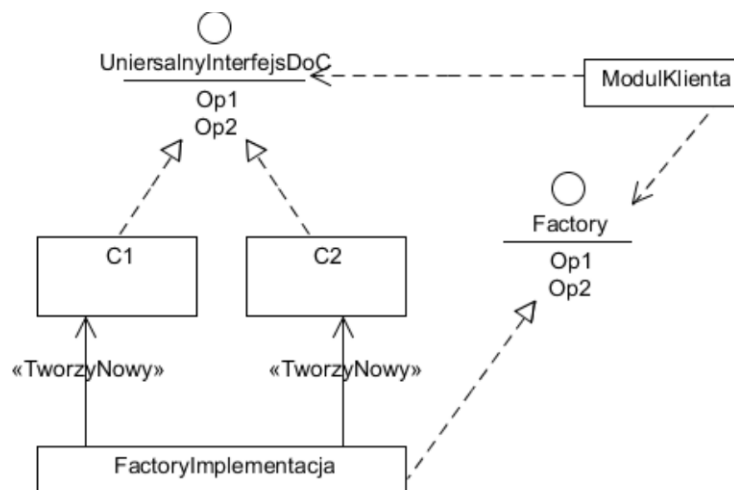 UniersalnyInterfejsDoC
Op1
Op2
ModulKlienta
Factory
Op1
Op2
C1
C2
«TworzyNowy»
«TworzyNowy»
FactoryImplementacja